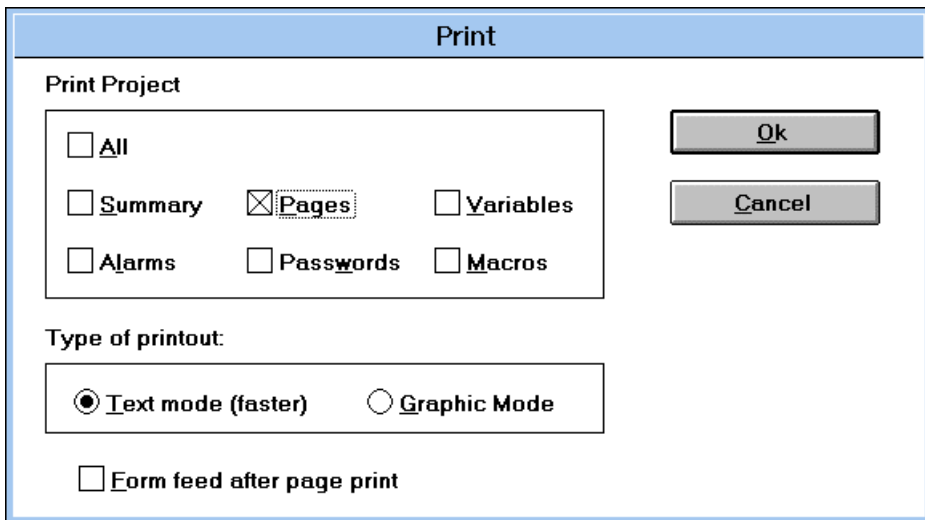 Print
Print Project
All
Summary Pages Variables
Alarms Passwords Macros
Ok
Cancel
Type of printout:
Text mode (faster) Graphic Mode
Form feed after page print